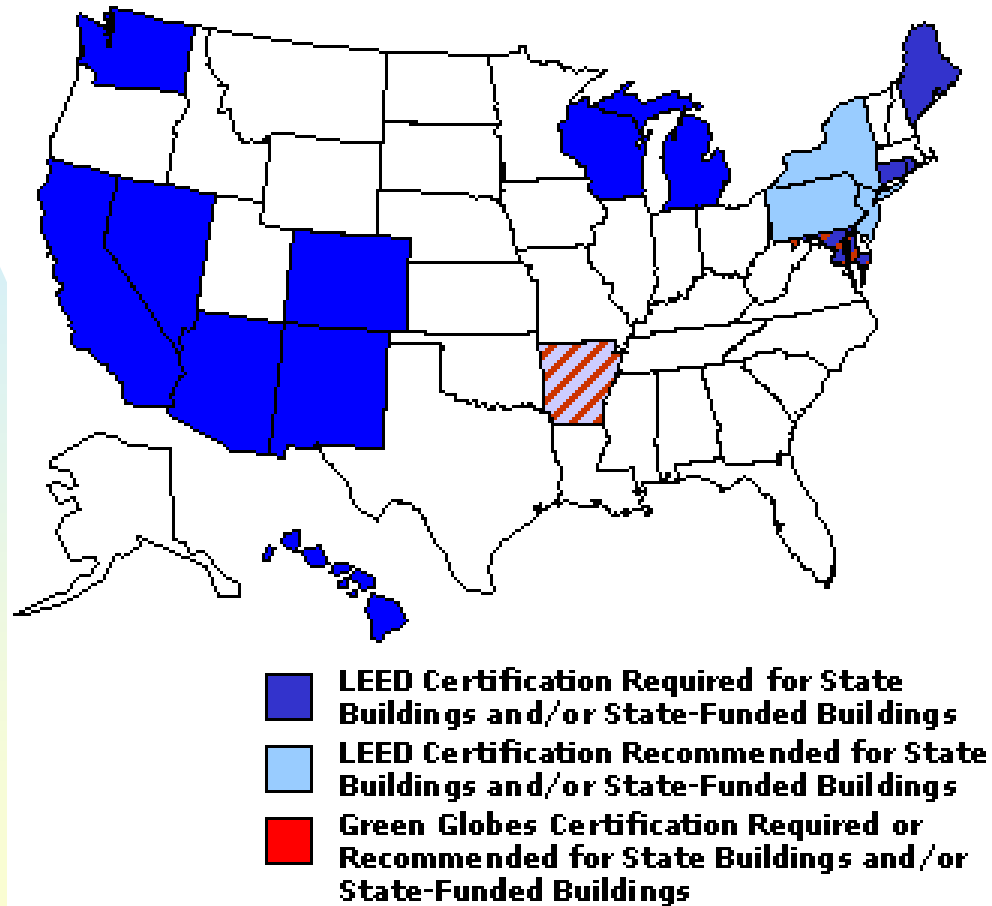 LEED Certification Required for State
Buildings and/or State-Funded Buildings
LEED Certification Recommended for State
Buildings and/or State-Funded Buildings
Green Globes Certification Required or
Recommended for State Buildings and/or
State-Funded Buildings